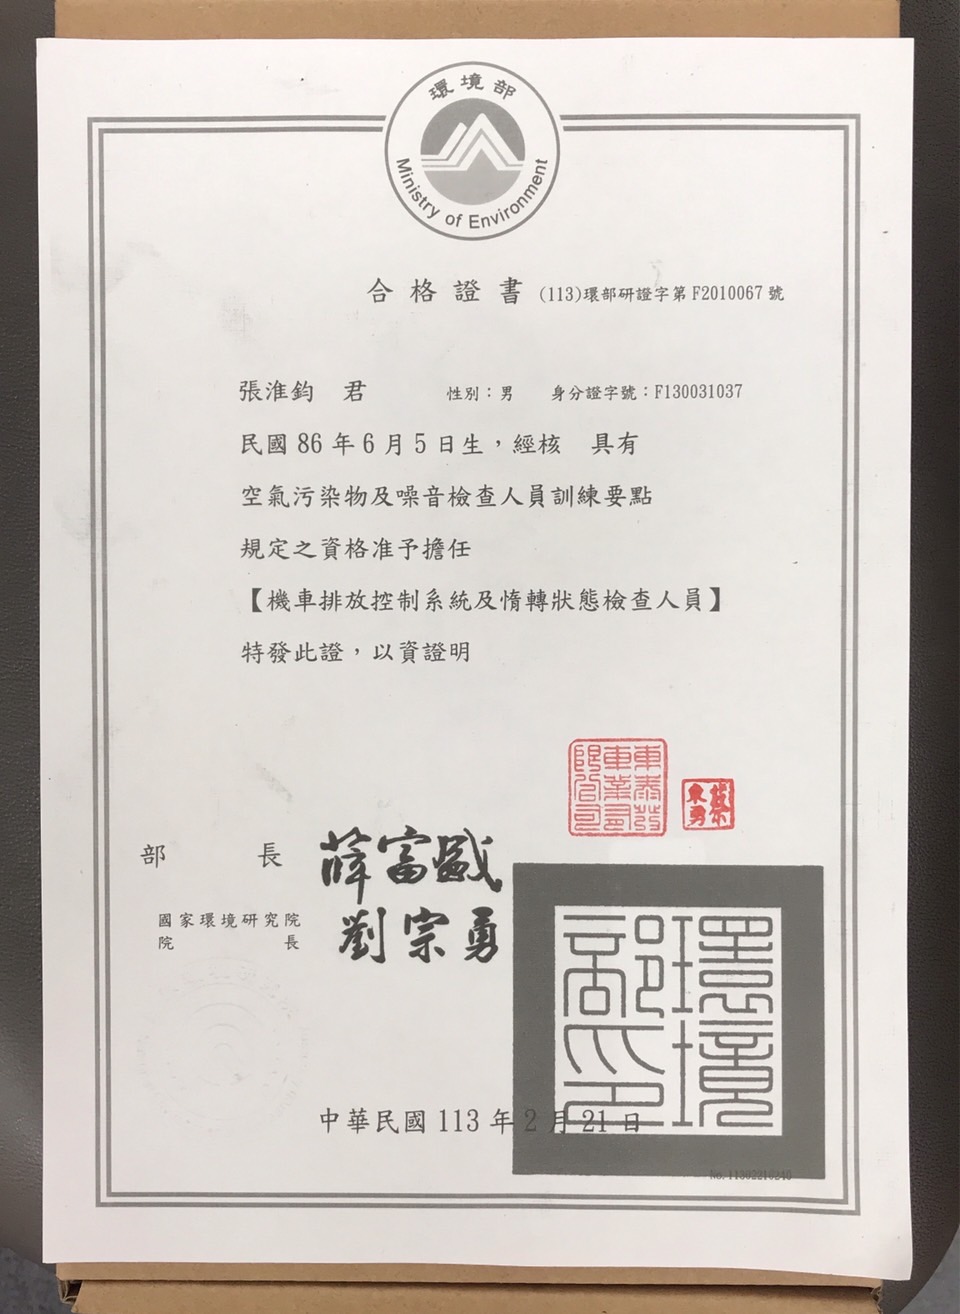 環境部
Ministry of Environment
合格證書 (113)環部研證字第F2010067號
張淮鈞 君 性別：男 身分證字號：F130031037
民國86年6月5日生，經核 具有
空氣污染物及噪音檢查人員訓練要點
規定之資格准予擔任
【機車排放控制系統及惰轉狀態檢查人員】
特發此證，以資證明
部長 薛富盛
國家環境研究院
院長 劉宗勇
環境部印
中華民國113年2月21日